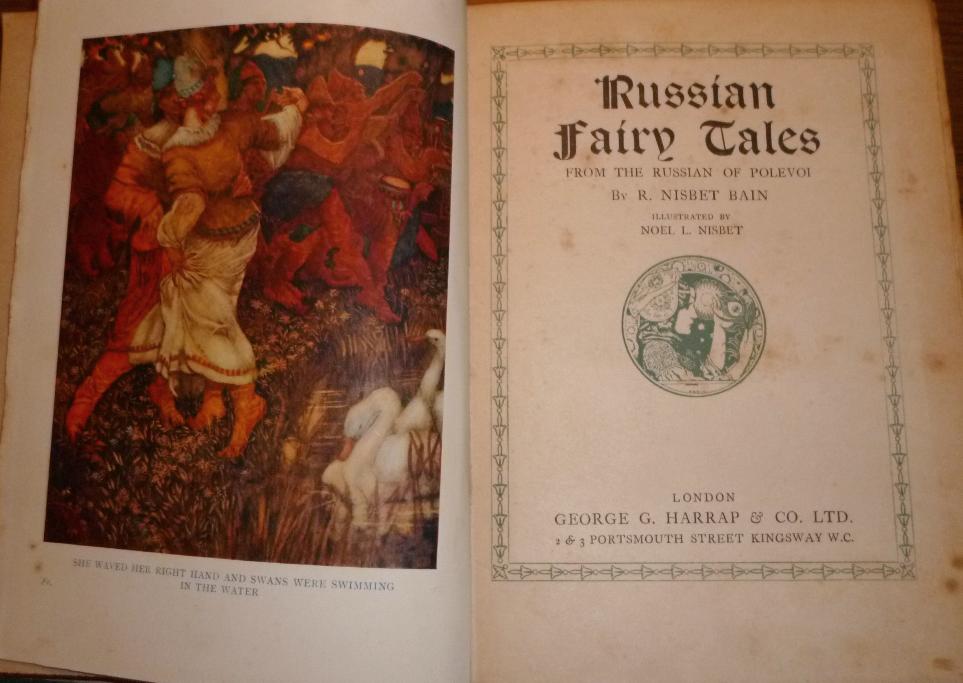 SHE WAVED HER RIGHT HAND AND SWANS WERE SWIMMING
IN THE WATER
Russian
Fairy Tales
FROM THE RUSSIAN OF POLEVOI
By R. NISBET BAIN
ILLUSTRATED BY
NOEL L. NISBET
LONDON
GEORGE G. HARRAP & CO. LTD.
2 & 3 PORTSMOUTH STREET KINGSWAY W.C.